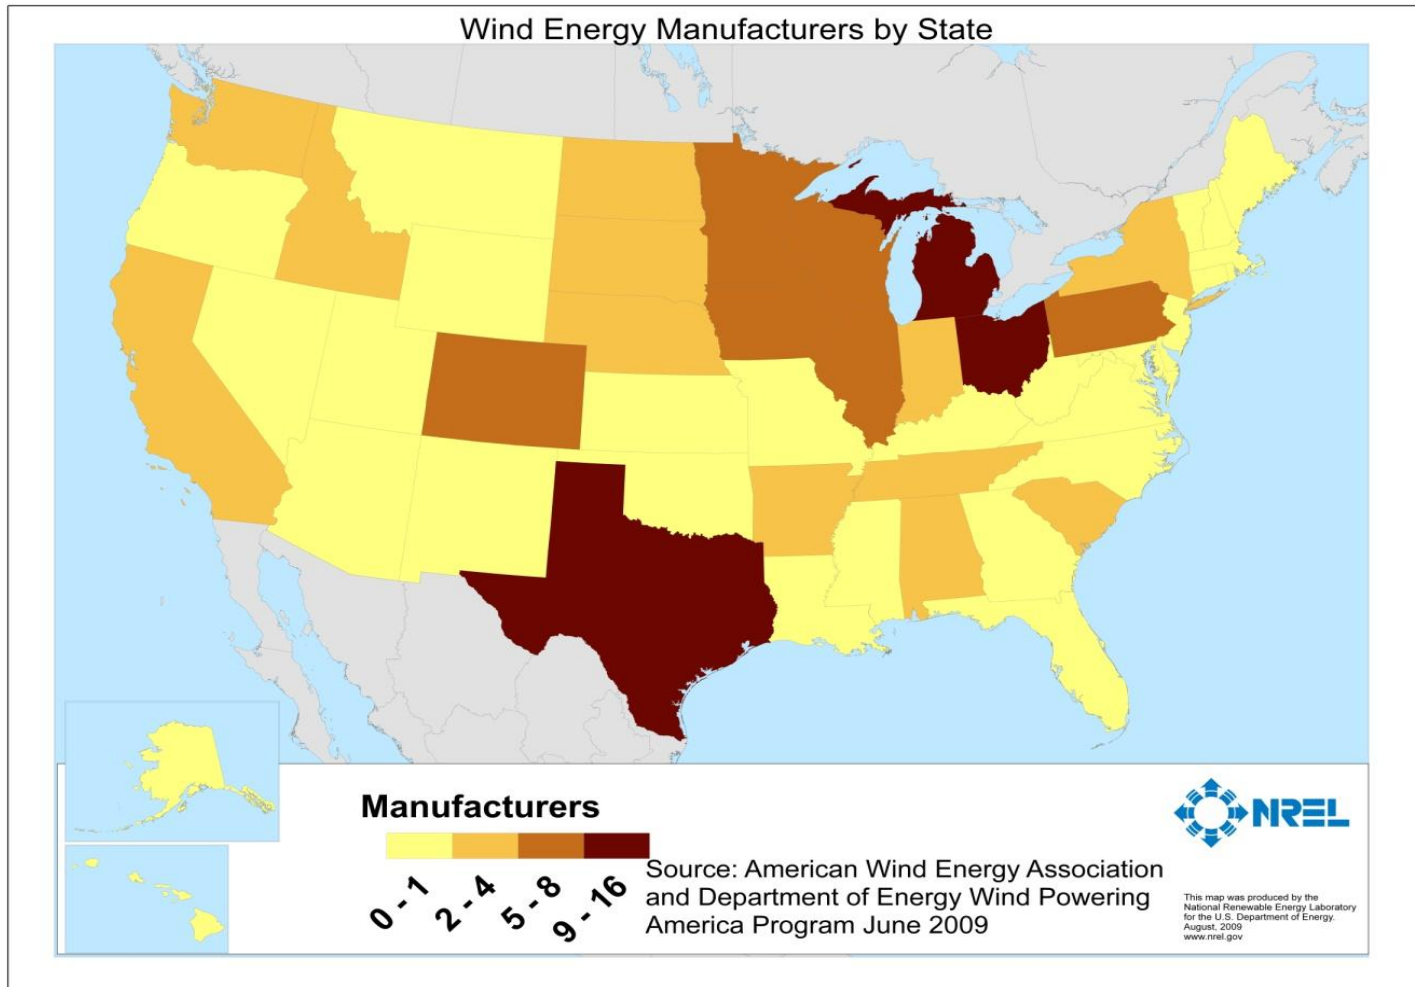 Wind Energy Manufacturers by State
Manufacturers
0 - 1
2 - 4
5 - 8
9 - 16
Source: American Wind Energy Association
and Department of Energy Wind Powering
America Program June 2009
NREL
This map was produced by the
National Renewable Energy Laboratory
for the U.S. Department of Energy.
August, 2009
www.nrel.gov